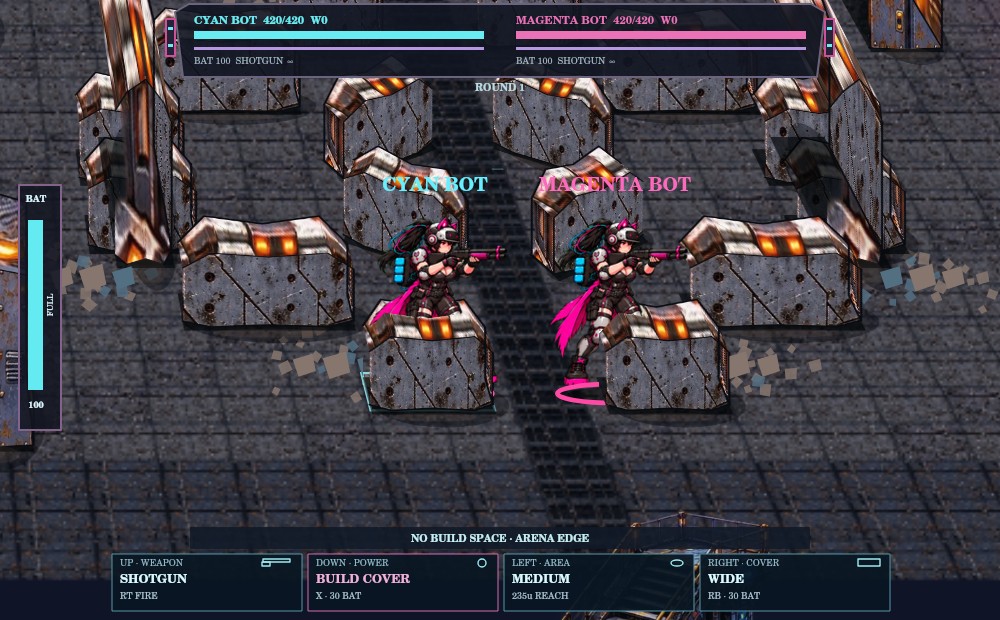 CYAN BOT 420/420 W0
MAGENTA BOT 420/420 W0
BAT 100 SHOTGUN ∞
BAT 100 SHOTGUN ∞
ROUND 1
CYAN BOT
MAGENTA BOT
BAT
FULL
100
NO BUILD SPACE · ARENA EDGE
UP · WEAPON
SHOTGUN
RT FIRE
DOWN · POWER
BUILD COVER
X · 30 BAT
LEFT · AREA
MEDIUM
235u REACH
RIGHT · COVER
WIDE
RB · 30 BAT